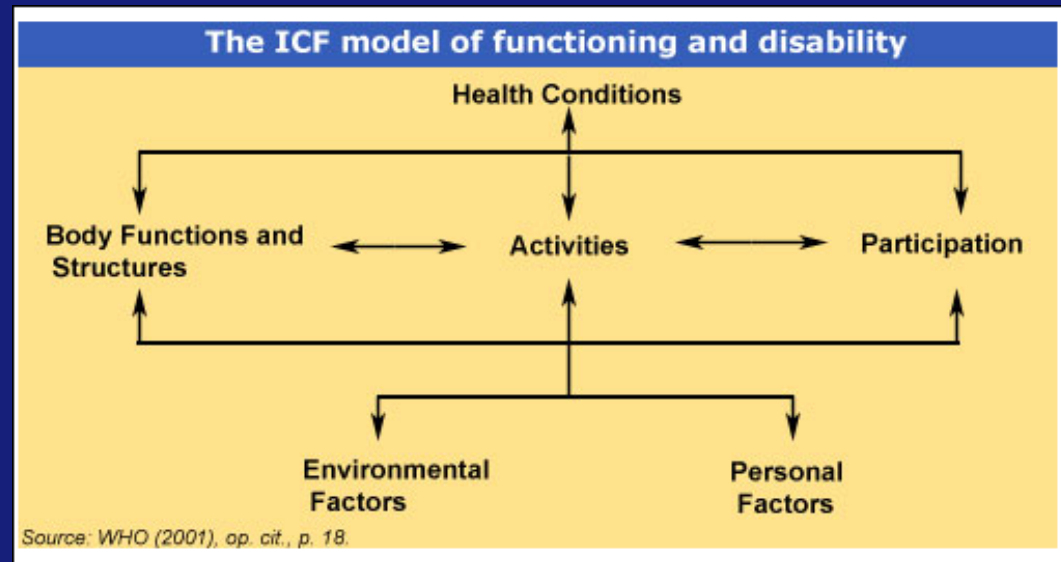 The ICF model of functioning and disability
Health Conditions
Body Functions and
Structures
Activities
Participation
Environmental
Factors
Personal
Factors
Source: WHO (2001), op. cit., p. 18.